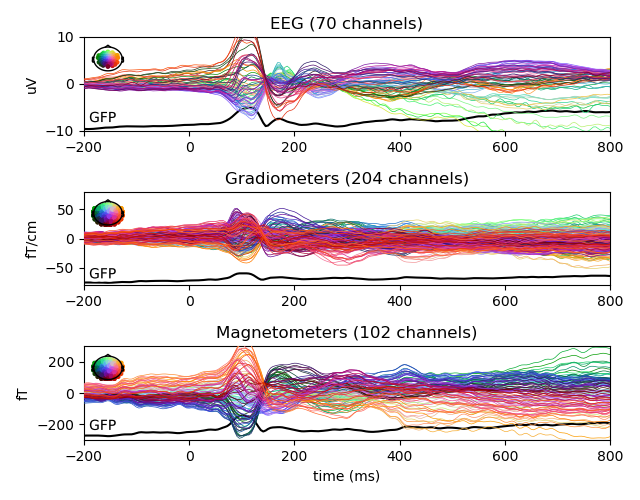 EEG (70 channels)
10
0
−10
uV
GFP
−200 0 200 400 600 800
Gradiometers (204 channels)
50
0
−50
fT/cm
GFP
−200 0 200 400 600 800
Magnetometers (102 channels)
200
0
−200
fT
GFP
−200 0 200 400 600 800
time (ms)